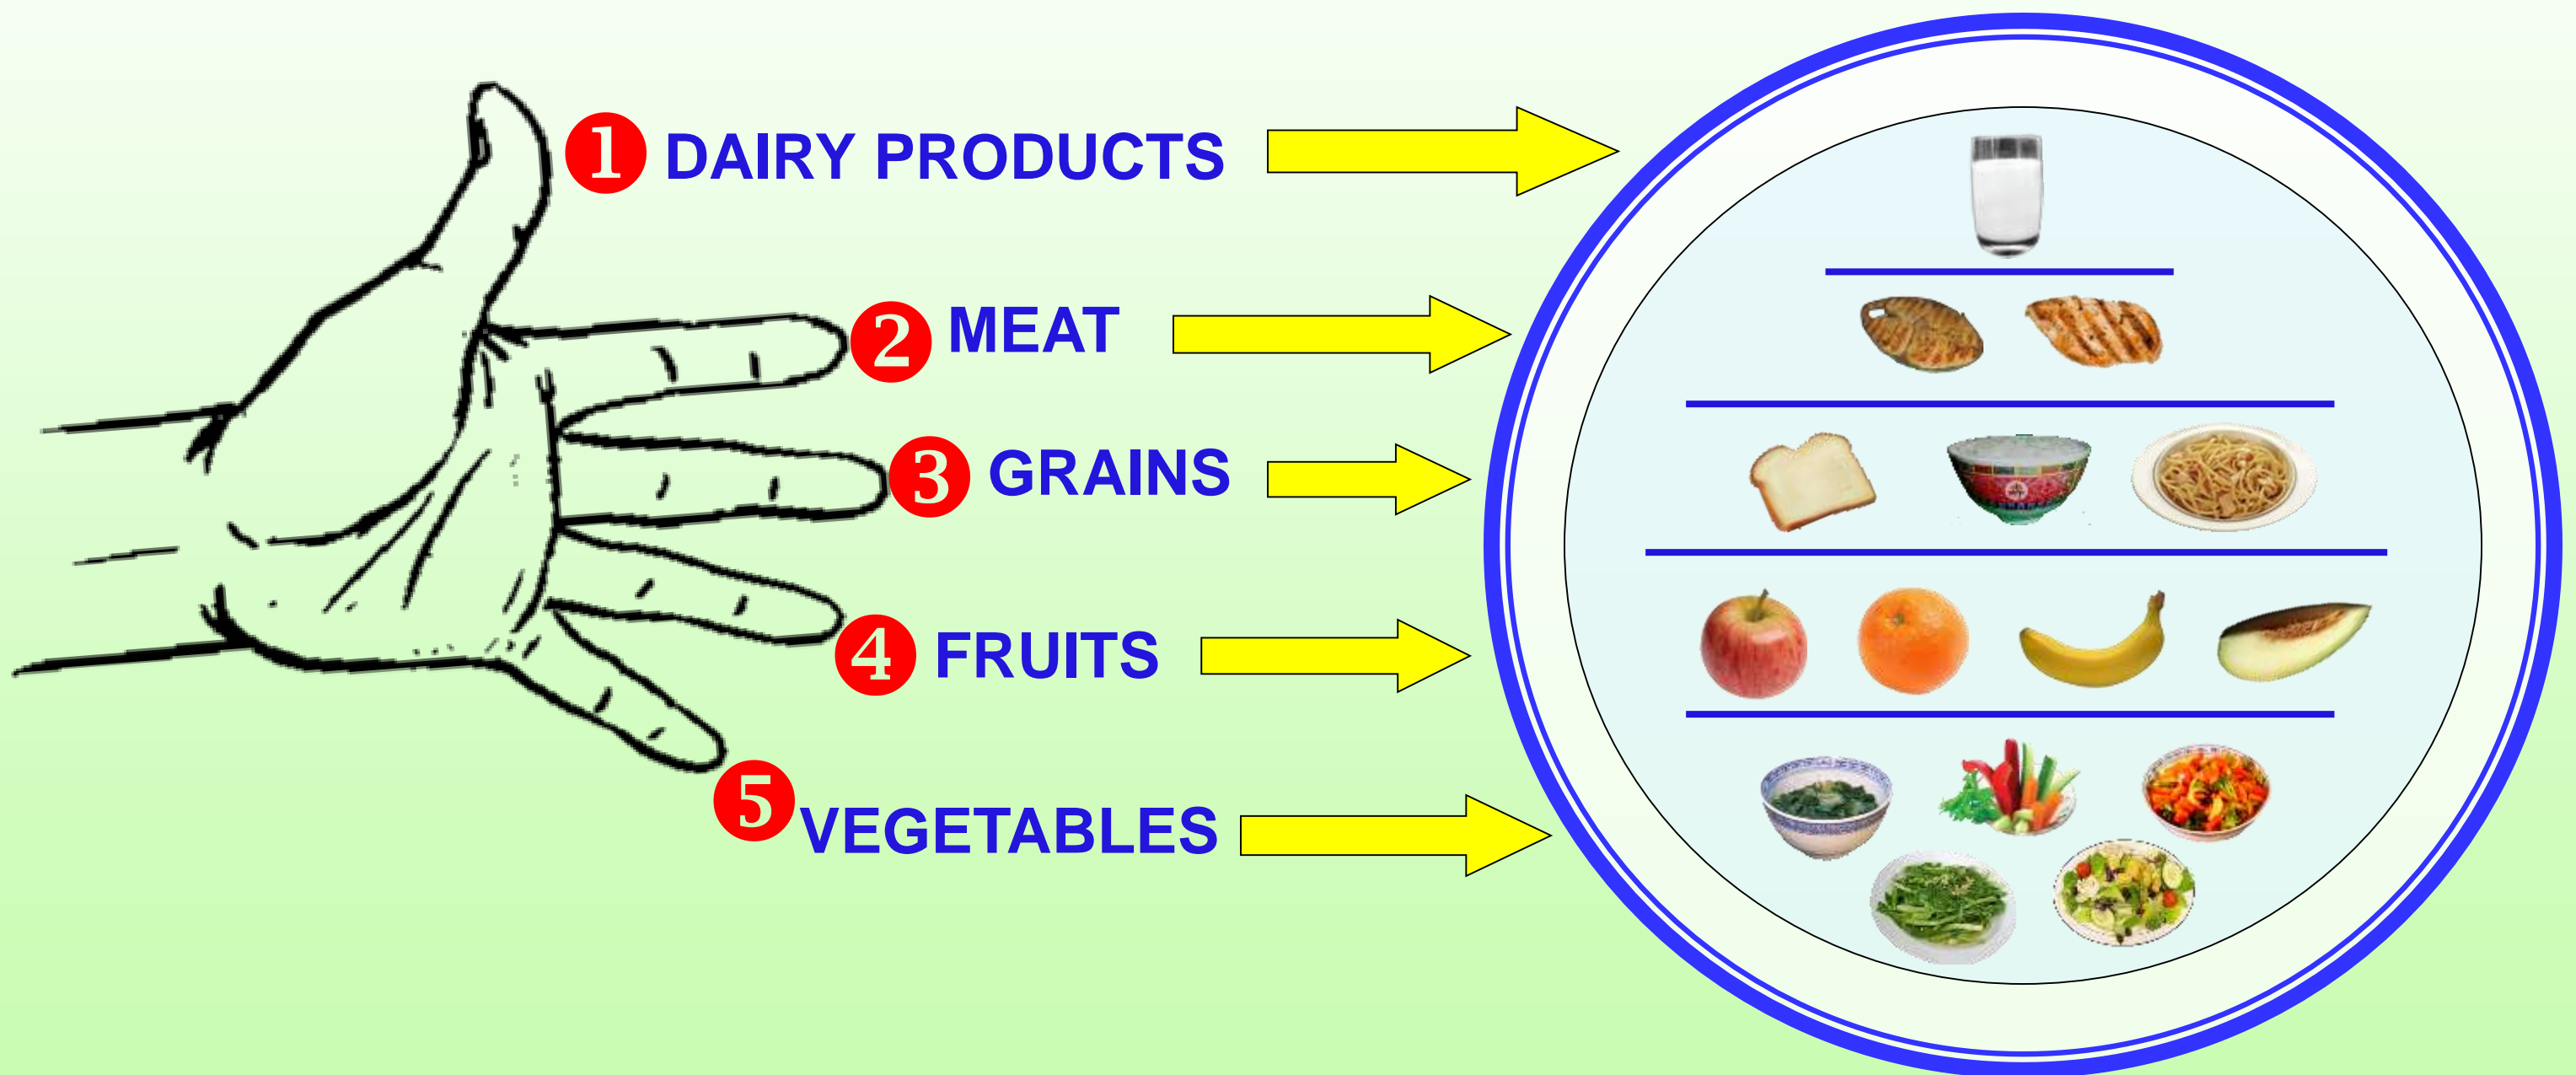 1 DAIRY PRODUCTS
2 MEAT
3 GRAINS
4 FRUITS
5 VEGETABLES